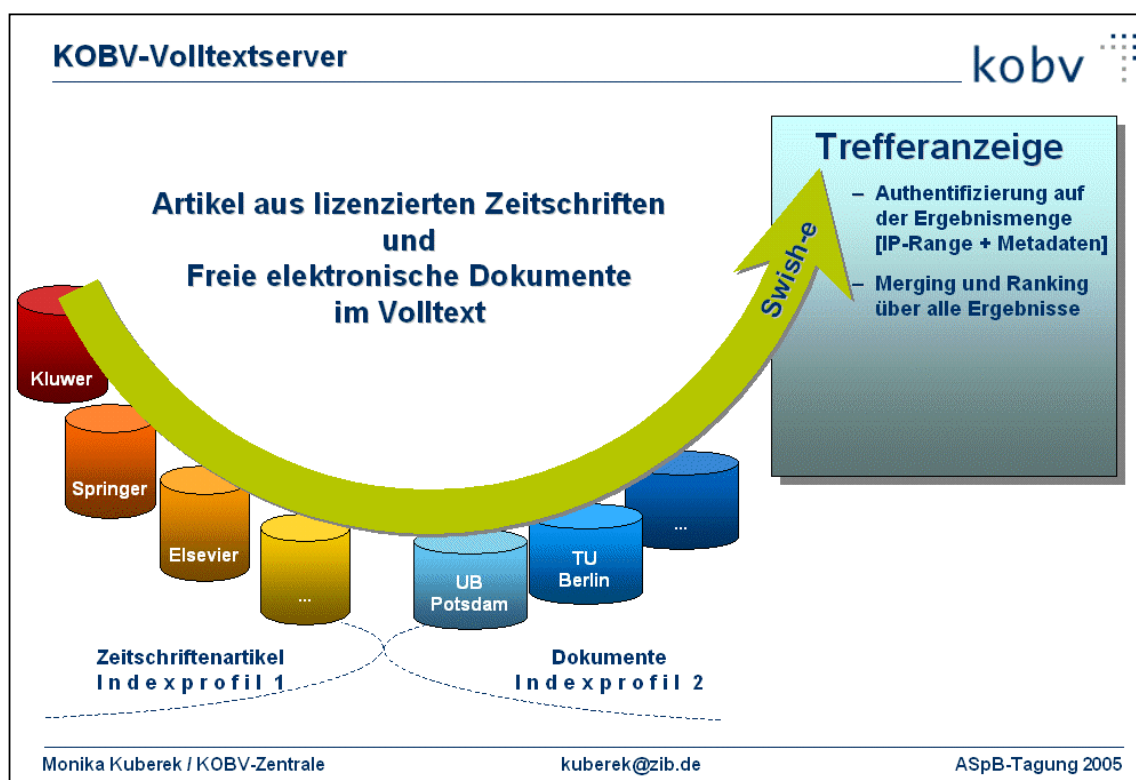 KOBV-Volltextserver
kobv
Trefferanzeige
– Authentifizierung auf
der Ergebnismenge
[IP-Range + Metadaten]
– Merging und Ranking
über alle Ergebnisse
Artikel aus lizenzierten Zeitschriften
und
Freie elektronische Dokumente
im Volltext
Swish-e
Kluwer
Springer
Elsevier
...
UB
Potsdam
TU
Berlin
...
Zeitschriftenartikel
Indexprofil 1
Dokumente
Indexprofil 2
Monika Kuberek / KOBV-Zentrale
kuberek@zib.de
ASpB-Tagung 2005